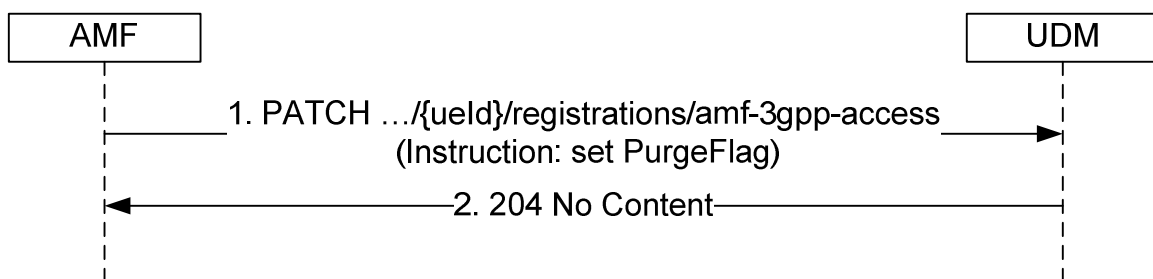 AMF
UDM
1. PATCH …/{ueId}/registrations/amf-3gpp-access
(Instruction: set PurgeFlag)
2. 204 No Content